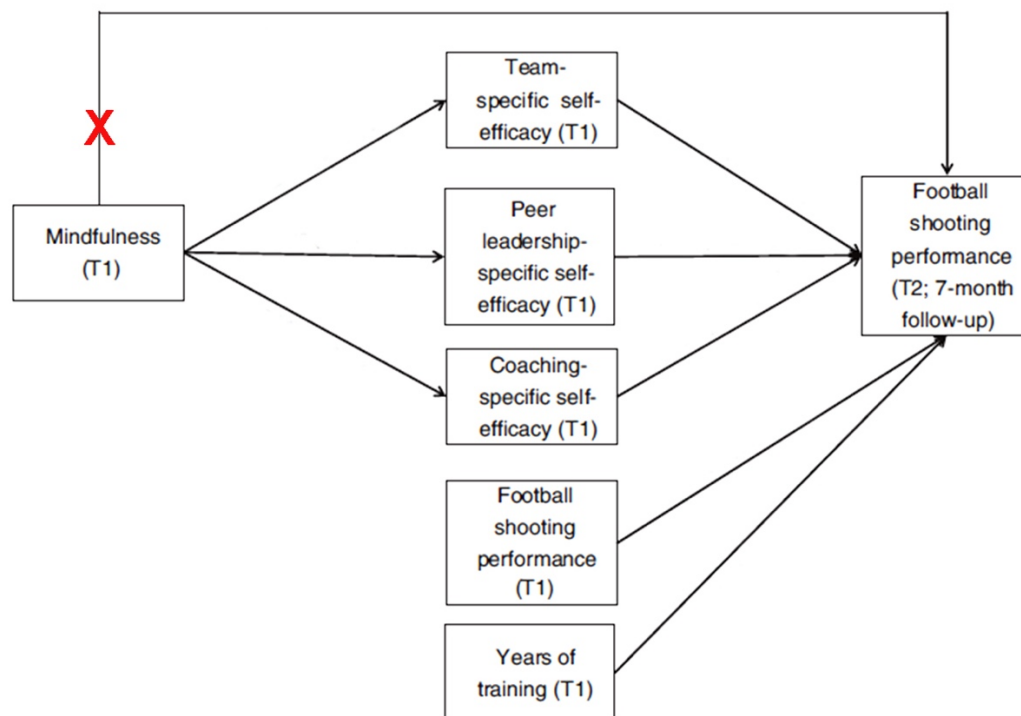 X
Mindfulness
(T1)
Team-
specific self-
efficacy (T1)
Peer
leadership-
specific self-
efficacy (T1)
Coaching-
specific self-
efficacy (T1)
Football
shooting
performance
(T1)
Years of
training (T1)
Football
shooting
performance
(T2; 7-month
follow-up)